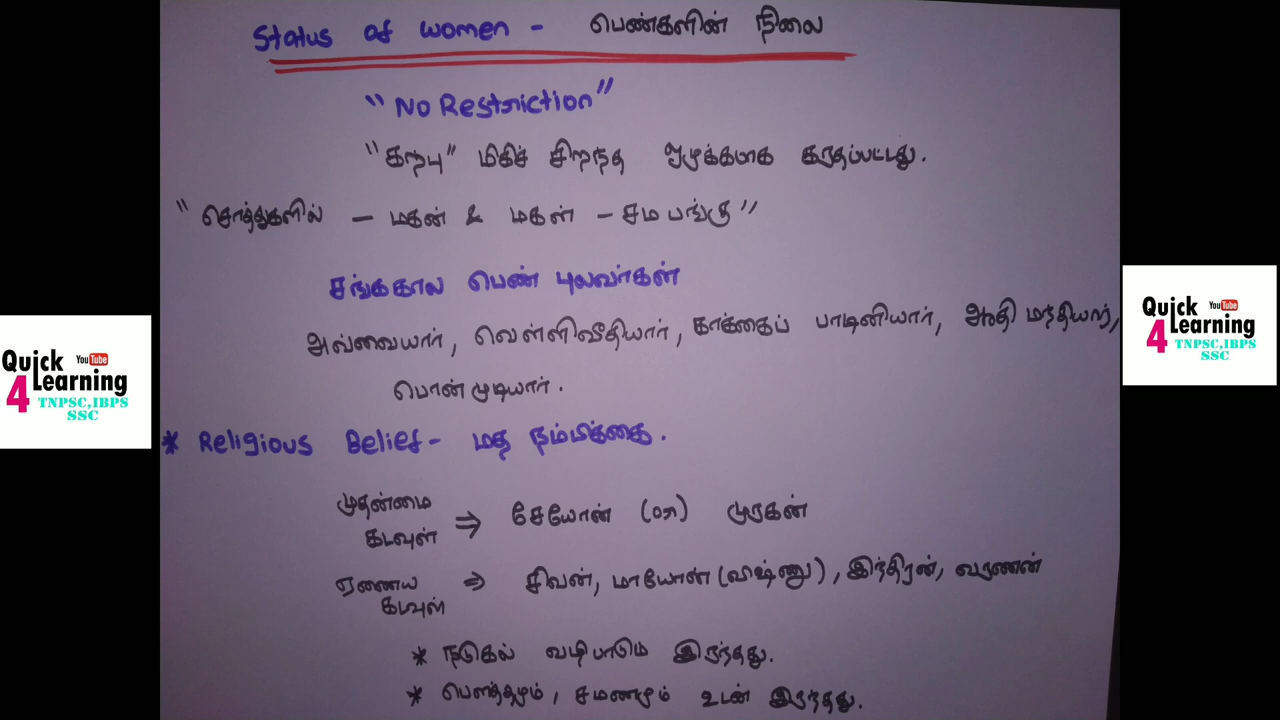 Status of women - பெண்களின் நிலை
"No Restriction"
"கற்பு" மிகச் சிறந்த ஒழுக்கமாக கருதப்பட்டது.
"சொத்துகளில் - மகன் & மகள் - சம பங்கு"
சங்ககால பெண் புலவர்கள்
அவ்வையார், வெள்ளிவீதியார், காக்கைப் பாடினியார், ஆதி மந்தியார்,
பொன்முடியார்.
* Religious Belief - மத நம்பிக்கை.
முதன்மை கடவுள் ⇒ சேயோன் (or) முருகன்
ஏனைய கடவுள் ⇒ சிவன், மாயோன் (விஷ்ணு), இந்திரன், வருணன்
* நடுகல் வழிபாடும் இருந்தது.
* பௌத்தமும், சமணமும் உடன் இருந்தது.
Quick 4 Learning YouTube
TNPSC,IBPS
SSC
Quick 4 Learning YouTube
TNPSC,IBPS
SSC